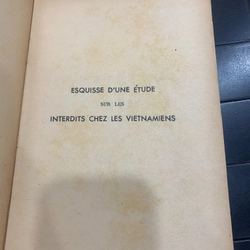 ESQUISSE D'UNE ÉTUDE
SUR LES
INTERDITS CHEZ LES VIETNAMIENS